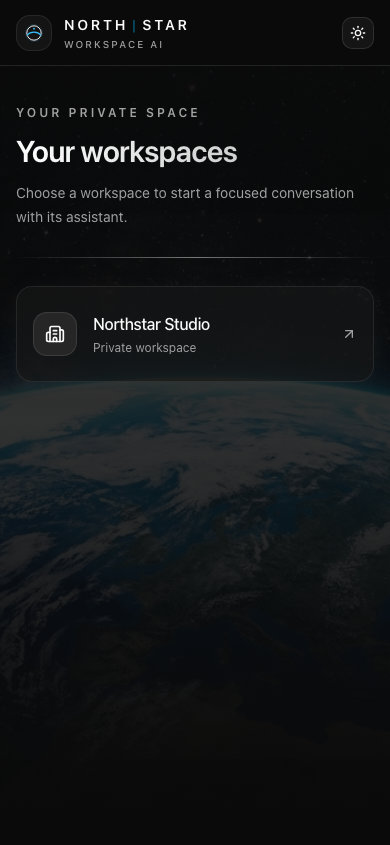 NORTH | STAR
WORKSPACE AI
YOUR PRIVATE SPACE
Your workspaces
Choose a workspace to start a focused conversation
with its assistant.
Northstar Studio
Private workspace